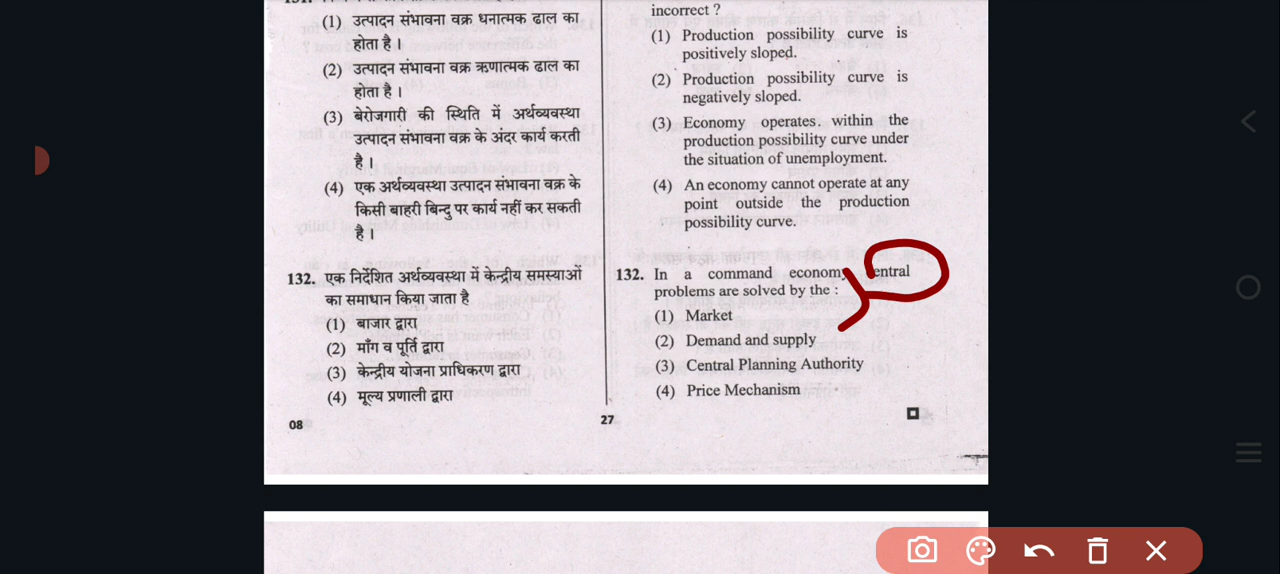 incorrect ?
(1) उत्पादन संभावना वक्र धनात्मक ढाल का
होता है ।
(2) उत्पादन संभावना वक्र ऋणात्मक ढाल का
होता है ।
(3) बेरोजगारी की स्थिति में अर्थव्यवस्था
उत्पादन संभावना वक्र के अंदर कार्य करती
है ।
(4) एक अर्थव्यवस्था उत्पादन संभावना वक्र के
किसी बाहरी बिन्दु पर कार्य नहीं कर सकती
है ।
132. एक निर्देशित अर्थव्यवस्था में केन्द्रीय समस्याओं
का समाधान किया जाता है
(1) बाजार द्वारा
(2) माँग व पूर्ति द्वारा
(3) केन्द्रीय योजना प्राधिकरण द्वारा
(4) मूल्य प्रणाली द्वारा
(1) Production possibility curve is
positively sloped.
(2) Production possibility curve is
negatively sloped.
(3) Economy operates within the
production possibility curve under
the situation of unemployment.
(4) An economy cannot operate at any
point outside the production
possibility curve.
132. In a command economy central
problems are solved by the :
(1) Market
(2) Demand and supply
(3) Central Planning Authority
(4) Price Mechanism
08
27